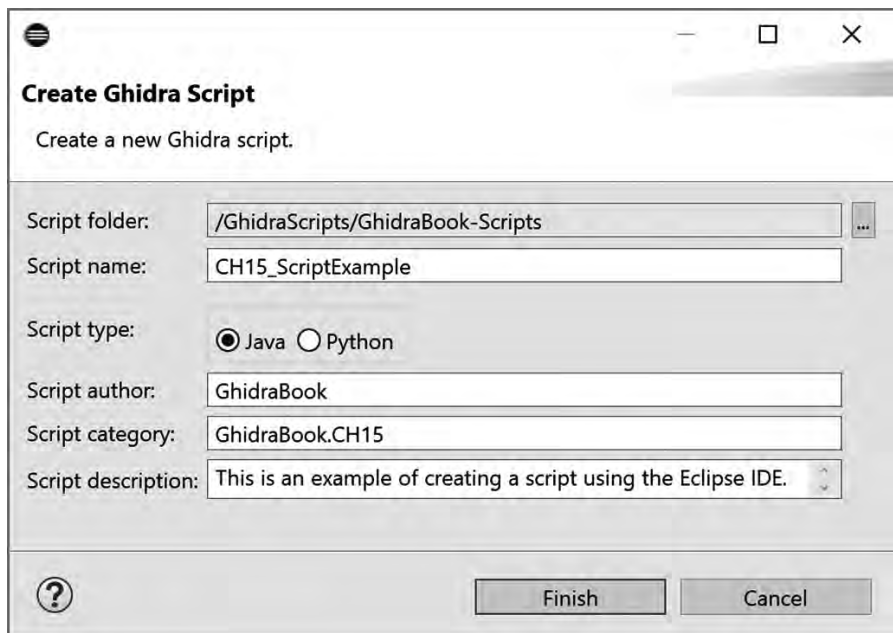 Create Ghidra Script
Create a new Ghidra script.
Script folder: /GhidraScripts/GhidraBook-Scripts ...
Script name: CH15_ScriptExample
Script type: Java Python
Script author: GhidraBook
Script category: GhidraBook.CH15
Script description: This is an example of creating a script using the Eclipse IDE.
? Finish Cancel